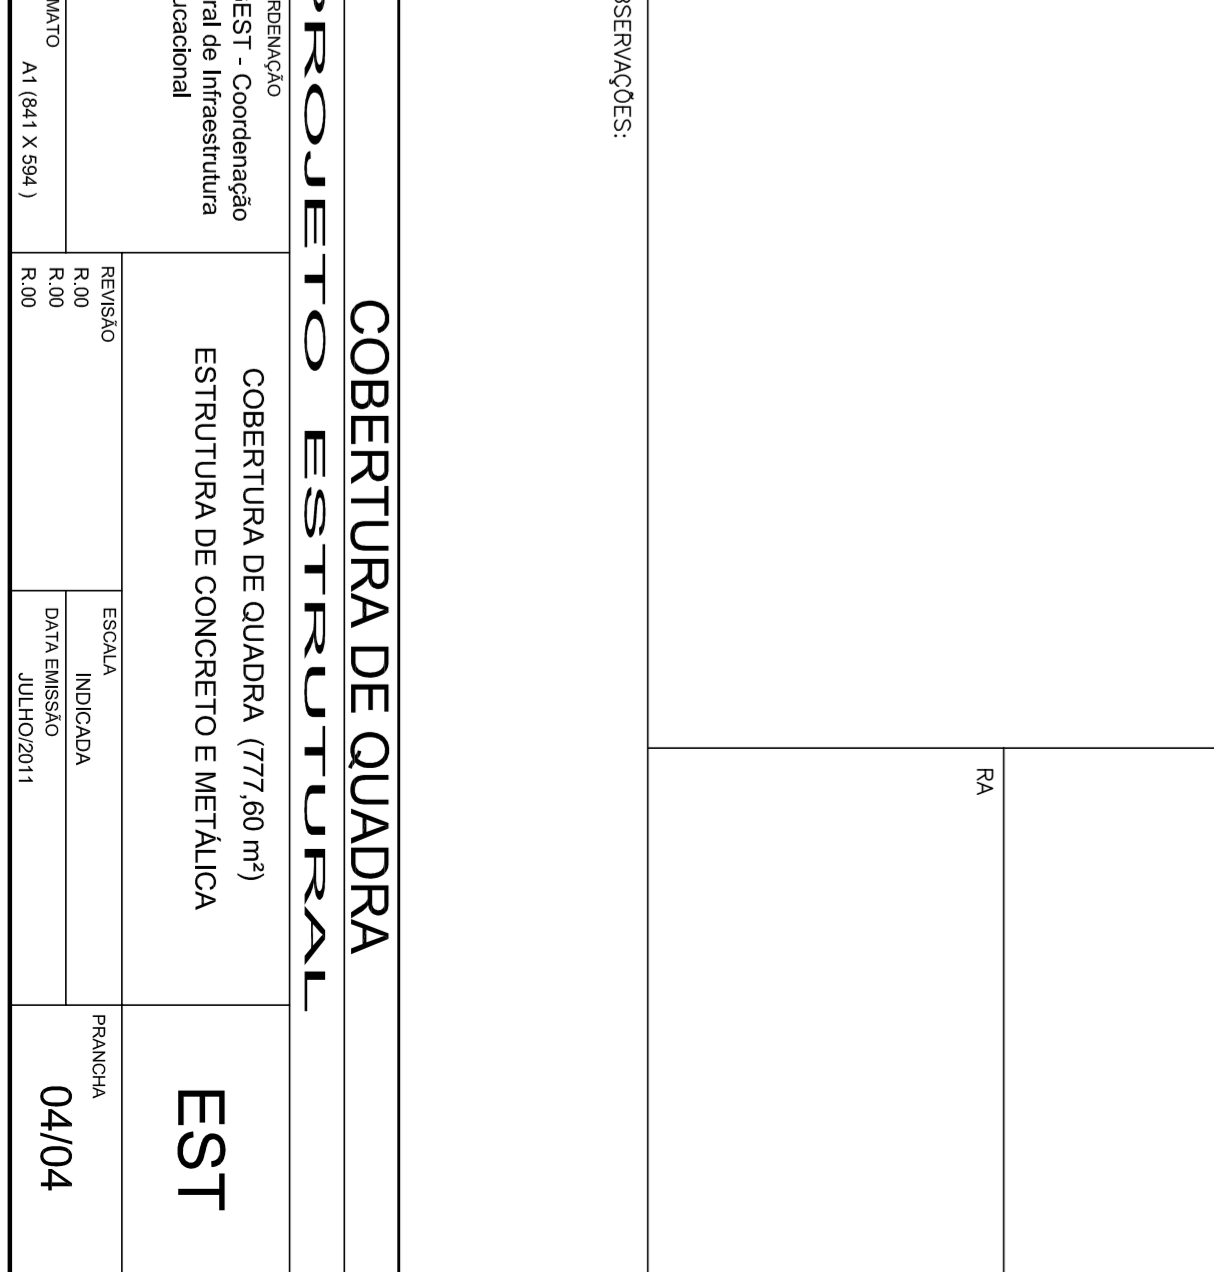 RA
OBSERVAÇÕES:
COBERTURA DE QUADRA
PROJETO ESTRUTURAL
RDENAÇÃO
EST - Coordenação
ral de Infraestrutura
ucacional
COBERTURA DE QUADRA (777,60 m²)
ESTRUTURA DE CONCRETO E METÁLICA
EST
MATO
A1 (841 X 594 )
REVISÃO
R.00
R.00
R.00
ESCALA
INDICADA
DATA EMISSÃO
JULHO/2011
PRANCHA
04/04